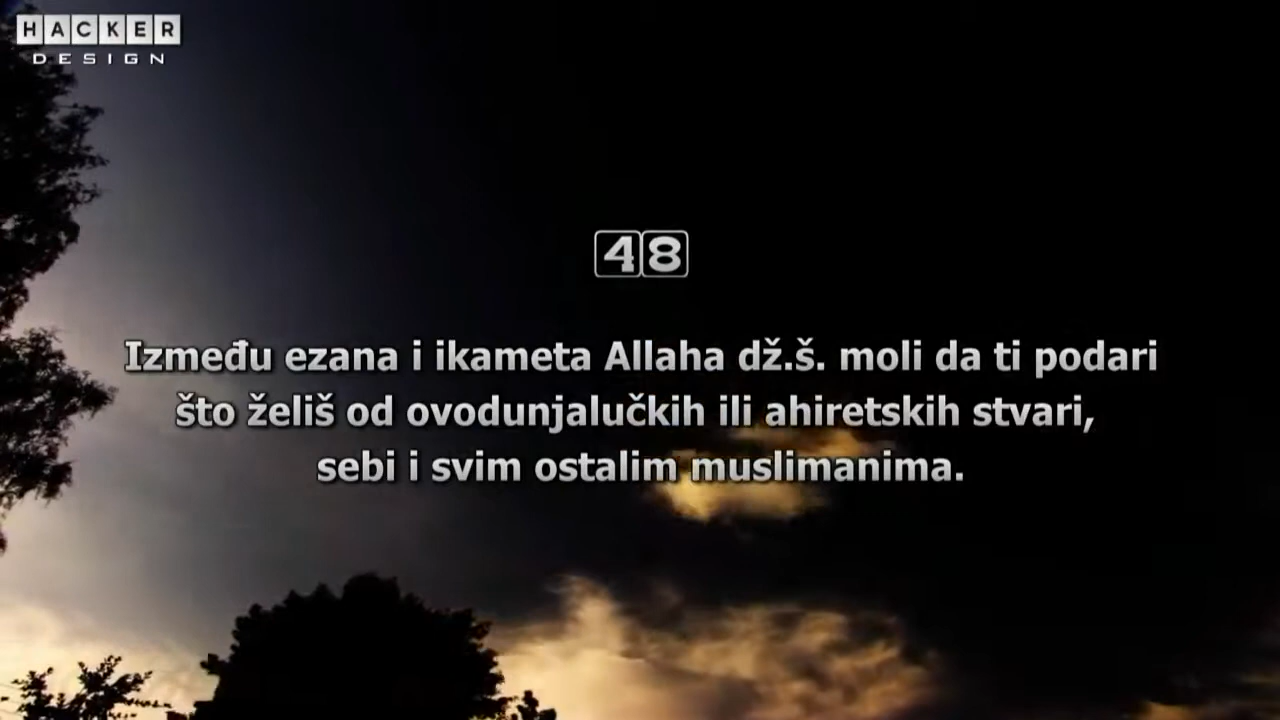 HACKER
DESIGN
48
Između ezana i ikameta Allaha dž.š. moli da ti podari
što želiš od ovodunjalučkih ili ahiretskih stvari,
sebi i svim ostalim muslimanima.